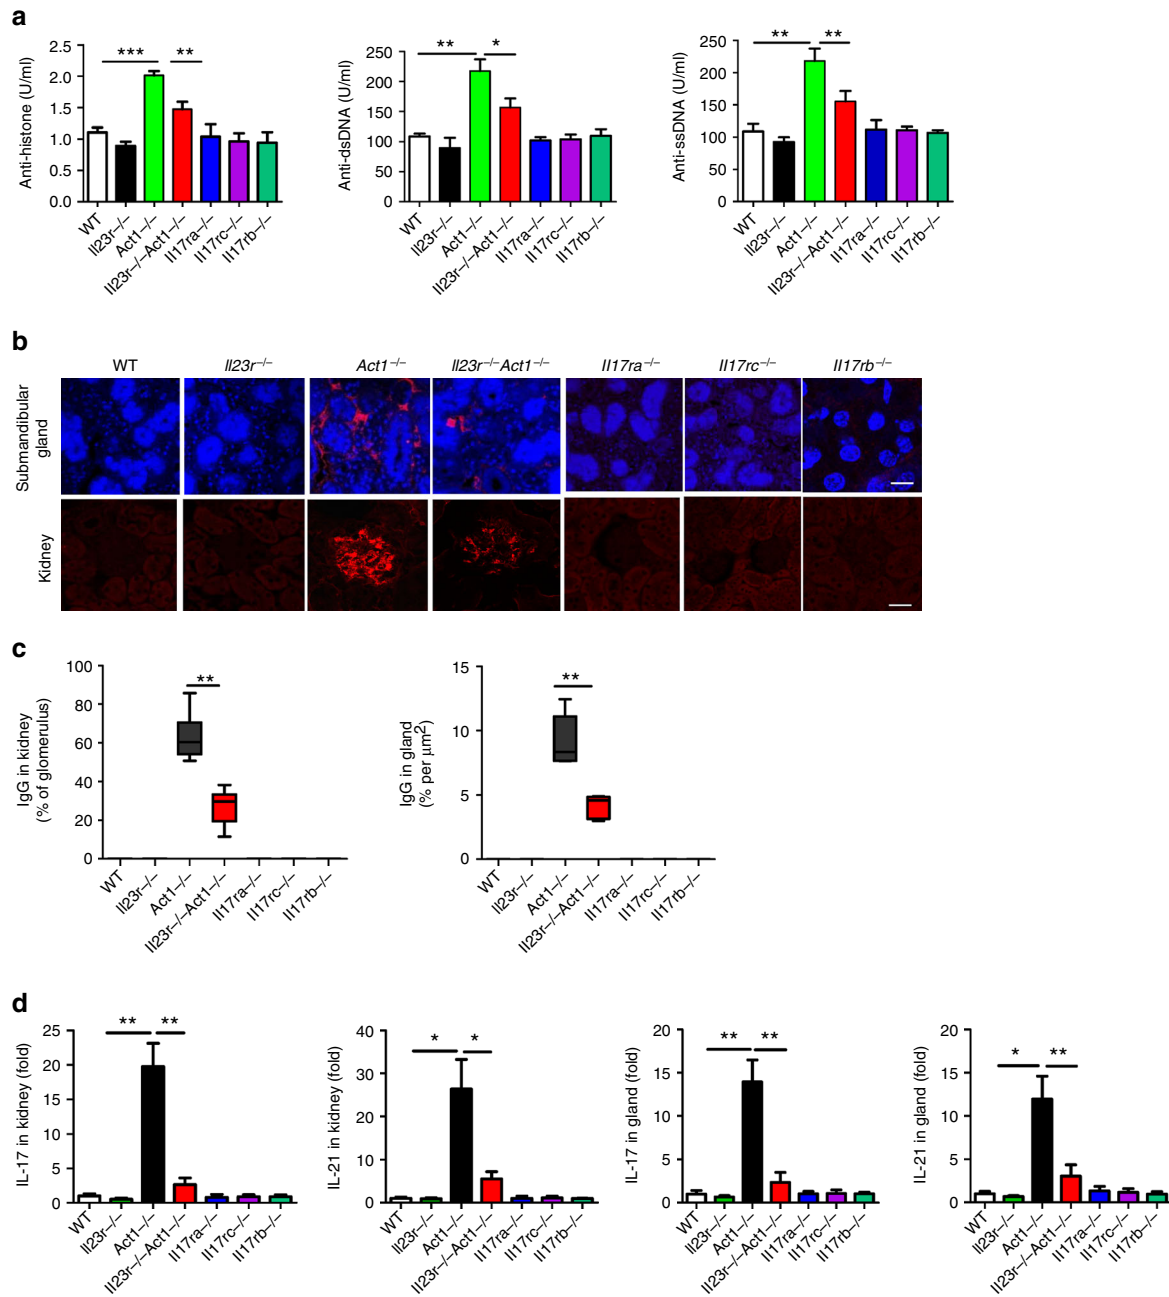 a
Anti-histone (U/ml)
2.5
2.0
1.5
1.0
0.5
0.0
*** **
WT
Il23r–/–
Act1–/–
Il23r–/–Act1–/–
Il17ra–/–
Il17rc–/–
Il17rb–/–
Anti-dsDNA (U/ml)
250
200
150
100
50
0
** *
WT
Il23r–/–
Act1–/–
Il23r–/–Act1–/–
Il17ra–/–
Il17rc–/–
Il17rb–/–
Anti-ssDNA (U/ml)
250
200
150
100
50
0
** **
WT
Il23r–/–
Act1–/–
Il23r–/–Act1–/–
Il17ra–/–
Il17rc–/–
Il17rb–/–
b
WT Il23r–/– Act1–/– Il23r–/–Act1–/– Il17ra–/– Il17rc–/– Il17rb–/–
Submandibular
gland
Kidney
c
IgG in kidney
(% of glomerulus)
100
80
60
40
20
0
**
WT
Il23r–/–
Act1–/–
Il23r–/–Act1–/–
Il17ra–/–
Il17rc–/–
Il17rb–/–
IgG in gland
(% per μm2)
15
10
5
0
**
WT
Il23r–/–
Act1–/–
Il23r–/–Act1–/–
Il17ra–/–
Il17rc–/–
Il17rb–/–
d
IL-17 in kidney (fold)
25
20
15
10
5
0
** **
WT
Il23r–/–
Act1–/–
Il23r–/–Act1–/–
Il17ra–/–
Il17rc–/–
Il17rb–/–
IL-21 in kidney (fold)
40
30
20
10
0
* *
WT
Il23r–/–
Act1–/–
Il23r–/–Act1–/–
Il17ra–/–
Il17rc–/–
Il17rb–/–
IL-17 in gland (fold)
20
15
10
5
0
** **
WT
Il23r–/–
Act1–/–
Il23r–/–Act1–/–
Il17ra–/–
Il17rc–/–
Il17rb–/–
IL-21 in gland (fold)
20
15
10
5
0
* **
WT
Il23r–/–
Act1–/–
Il23r–/–Act1–/–
Il17ra–/–
Il17rc–/–
Il17rb–/–